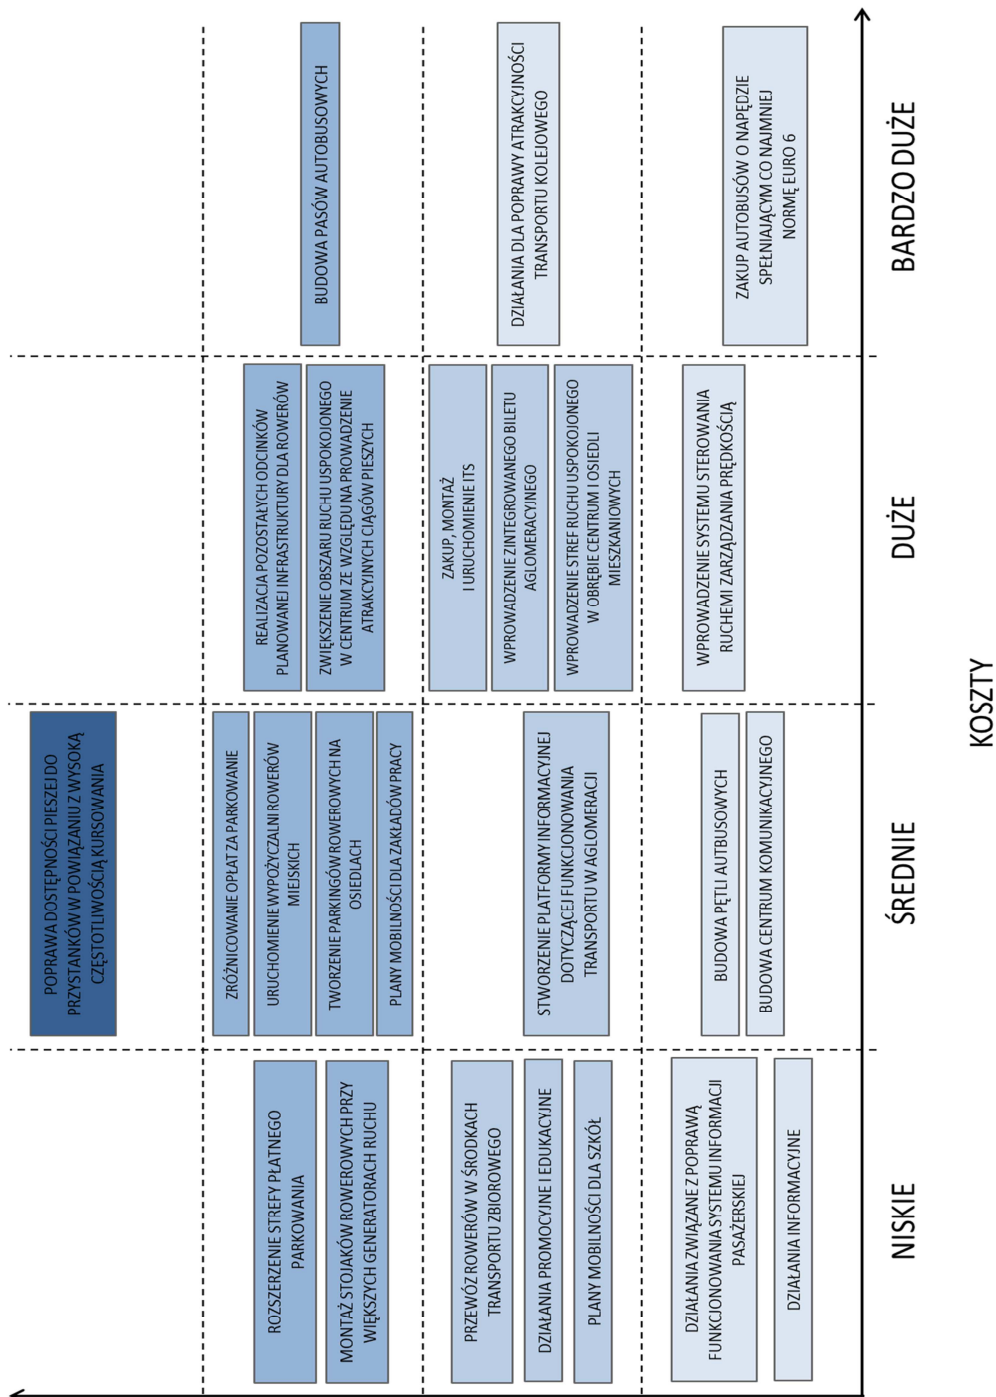 POPRAWA DOSTĘPNOŚCI PIESZEJ DO
PRZYSTANKÓW W POWIĄZANIU Z WYSOKĄ
CZĘSTOTLIWOŚCIĄ KURSOWANIA
ROZSZERZENIE STREFY PŁATNEGO
PARKOWANIA
MONTAŻ STOJAKÓW ROWEROWYCH PRZY
WIĘKSZYCH GENERATORACH RUCHU
ZRÓŻNICOWANIE OPŁAT ZA PARKOWANIE
URUCHOMIENIE WYPOŻYCZALNI ROWERÓW
MIEJSKICH
TWORZENIE PARKINGÓW ROWEROWYCH NA
OSIEDLACH
PLANY MOBILNOŚCI DLA ZAKŁADÓW PRACY
REALIZACJA POZOSTAŁYCH ODCINKÓW
PLANOWANEJ INFRASTRUKTURY DLA ROWERÓW
ZWIĘKSZENIE OBSZARU RUCHU USPOKOJONEGO
W CENTRUM ZE WZGLĘDU NA PROWADZENIE
ATRAKCYJNYCH CIĄGÓW PIESZYCH
BUDOWA PASÓW AUTOBUSOWYCH
PRZEWÓZ ROWERÓW W ŚRODKACH
TRANSPORTU ZBIOROWEGO
DZIAŁANIA PROMOCYJNE I EDUKACYJNE
PLANY MOBILNOŚCI DLA SZKÓŁ
STWORZENIE PLATFORMY INFORMACYJNEJ
DOTYCZĄCEJ FUNKCJONOWANIA
TRANSPORTU W AGLOMERACJI
ZAKUP, MONTAŻ
I URUCHOMIENIE ITS
WPROWADZENIE ZINTEGROWANEGO BILETU
AGLOMERACYJNEGO
WPROWADZENIE STREF RUCHU USPOKOJONEGO
W OBRĘBIE CENTRUM I OSIEDLI
MIESZKANIOWYCH
DZIAŁANIA DLA POPRAWY ATRAKCYJNOŚCI
TRANSPORTU KOLEJOWEGO
DZIAŁANIA ZWIĄZANE Z POPRAWĄ
FUNKCJONOWANIA SYSTEMU INFORMACJI
PASAŻERSKIEJ
DZIAŁANIA INFORMACYJNE
BUDOWA PĘTLI AUTBUSOWYCH
BUDOWA CENTRUM KOMUNIKACYJNEGO
WPROWADZENIE SYSTEMU STEROWANIA
RUCHEM I ZARZĄDZANIA PRĘDKOŚCIĄ
ZAKUP AUTOBUSÓW O NAPĘDZIE
SPEŁNIAJĄCYM CO NAJMNIEJ
NORMĘ EURO 6
NISKIE
ŚREDNIE
DUŻE
BARDZO DUŻE
KOSZTY